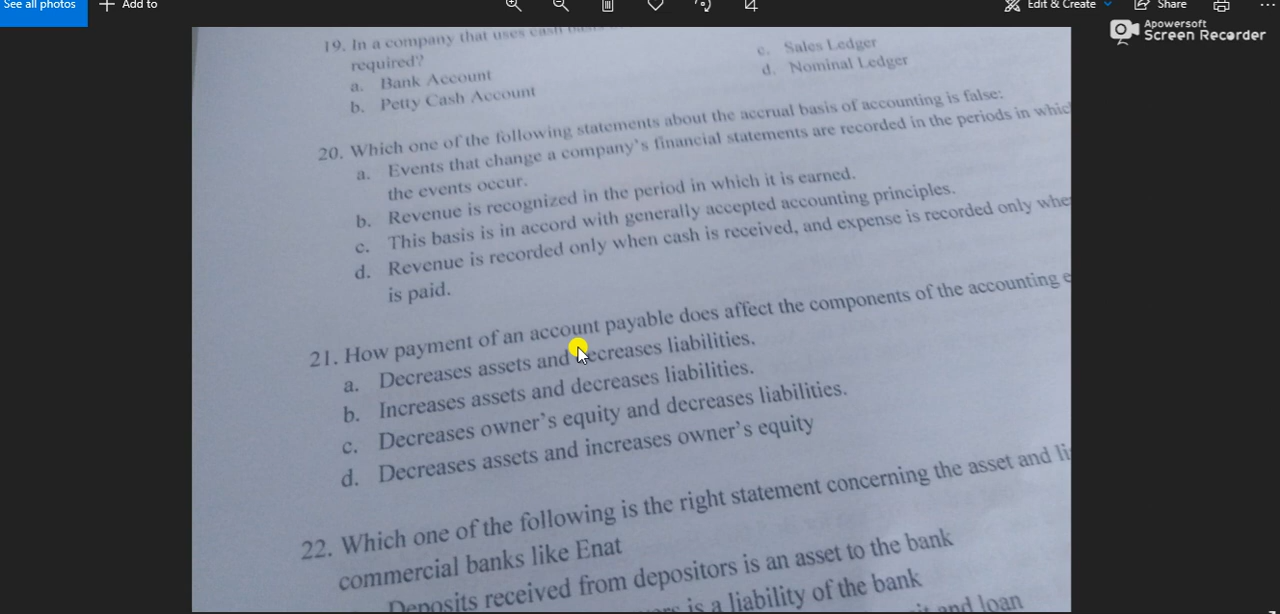 See all photos
Add to
Edit & Create
Share
Apowersoft
Screen Recorder
19. In a company that uses cash
required?
a. Bank Account
b. Petty Cash Account
c. Sales Ledger
d. Nominal Ledger
20. Which one of the following statements about the accrual basis of accounting is false:
a. Events that change a company's financial statements are recorded in the periods in which
the events occur.
b. Revenue is recognized in the period in which it is earned.
c. This basis is in accord with generally accepted accounting principles.
d. Revenue is recorded only when cash is received, and expense is recorded only whe
is paid.
21. How payment of an account payable does affect the components of the accounting e
a. Decreases assets and decreases liabilities.
b. Increases assets and decreases liabilities.
c. Decreases owner's equity and decreases liabilities.
d. Decreases assets and increases owner's equity
22. Which one of the following is the right statement concerning the asset and li
commercial banks like Enat
Deposits received from depositors is an asset to the bank
is a liability of the bank
and loan